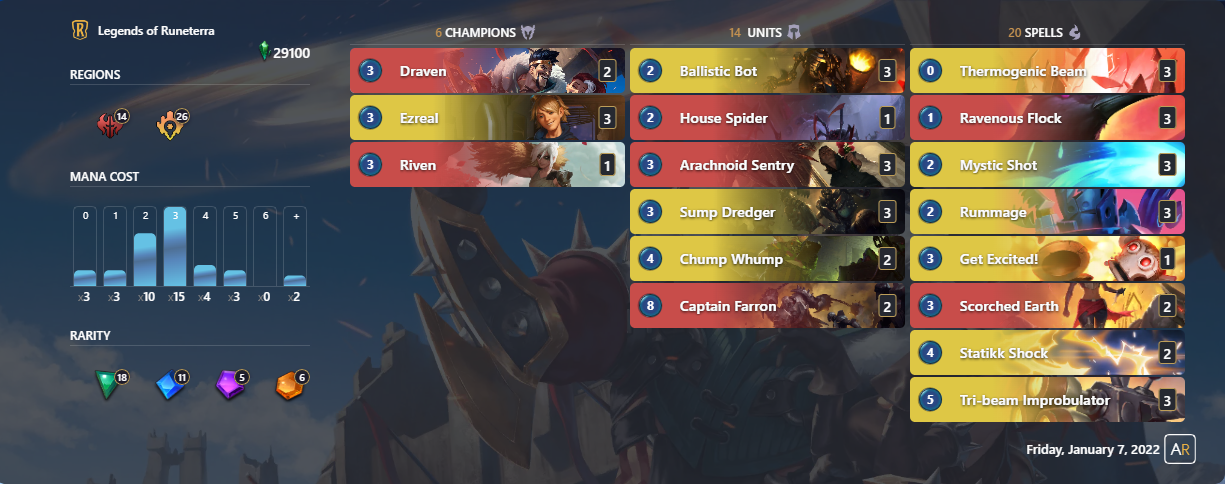 Legends of Runeterra
29100
REGIONS
14
26
MANA COST
0 1 2 3 4 5 6 +
x3 x3 x10 x15 x4 x3 x0 x2
RARITY
18
11
5
6
6 CHAMPIONS
3 Draven 2
3 Ezreal 3
3 Riven 1
14 UNITS
2 Ballistic Bot 3
2 House Spider 1
3 Arachnoid Sentry 3
3 Sump Dredger 3
4 Chump Whump 2
8 Captain Farron 2
20 SPELLS
0 Thermogenic Beam 3
1 Ravenous Flock 3
2 Mystic Shot 3
2 Rummage 3
3 Get Excited! 1
3 Scorched Earth 2
4 Statikk Shock 2
5 Tri-beam Improbulator 3
Friday, January 7, 2022
AR